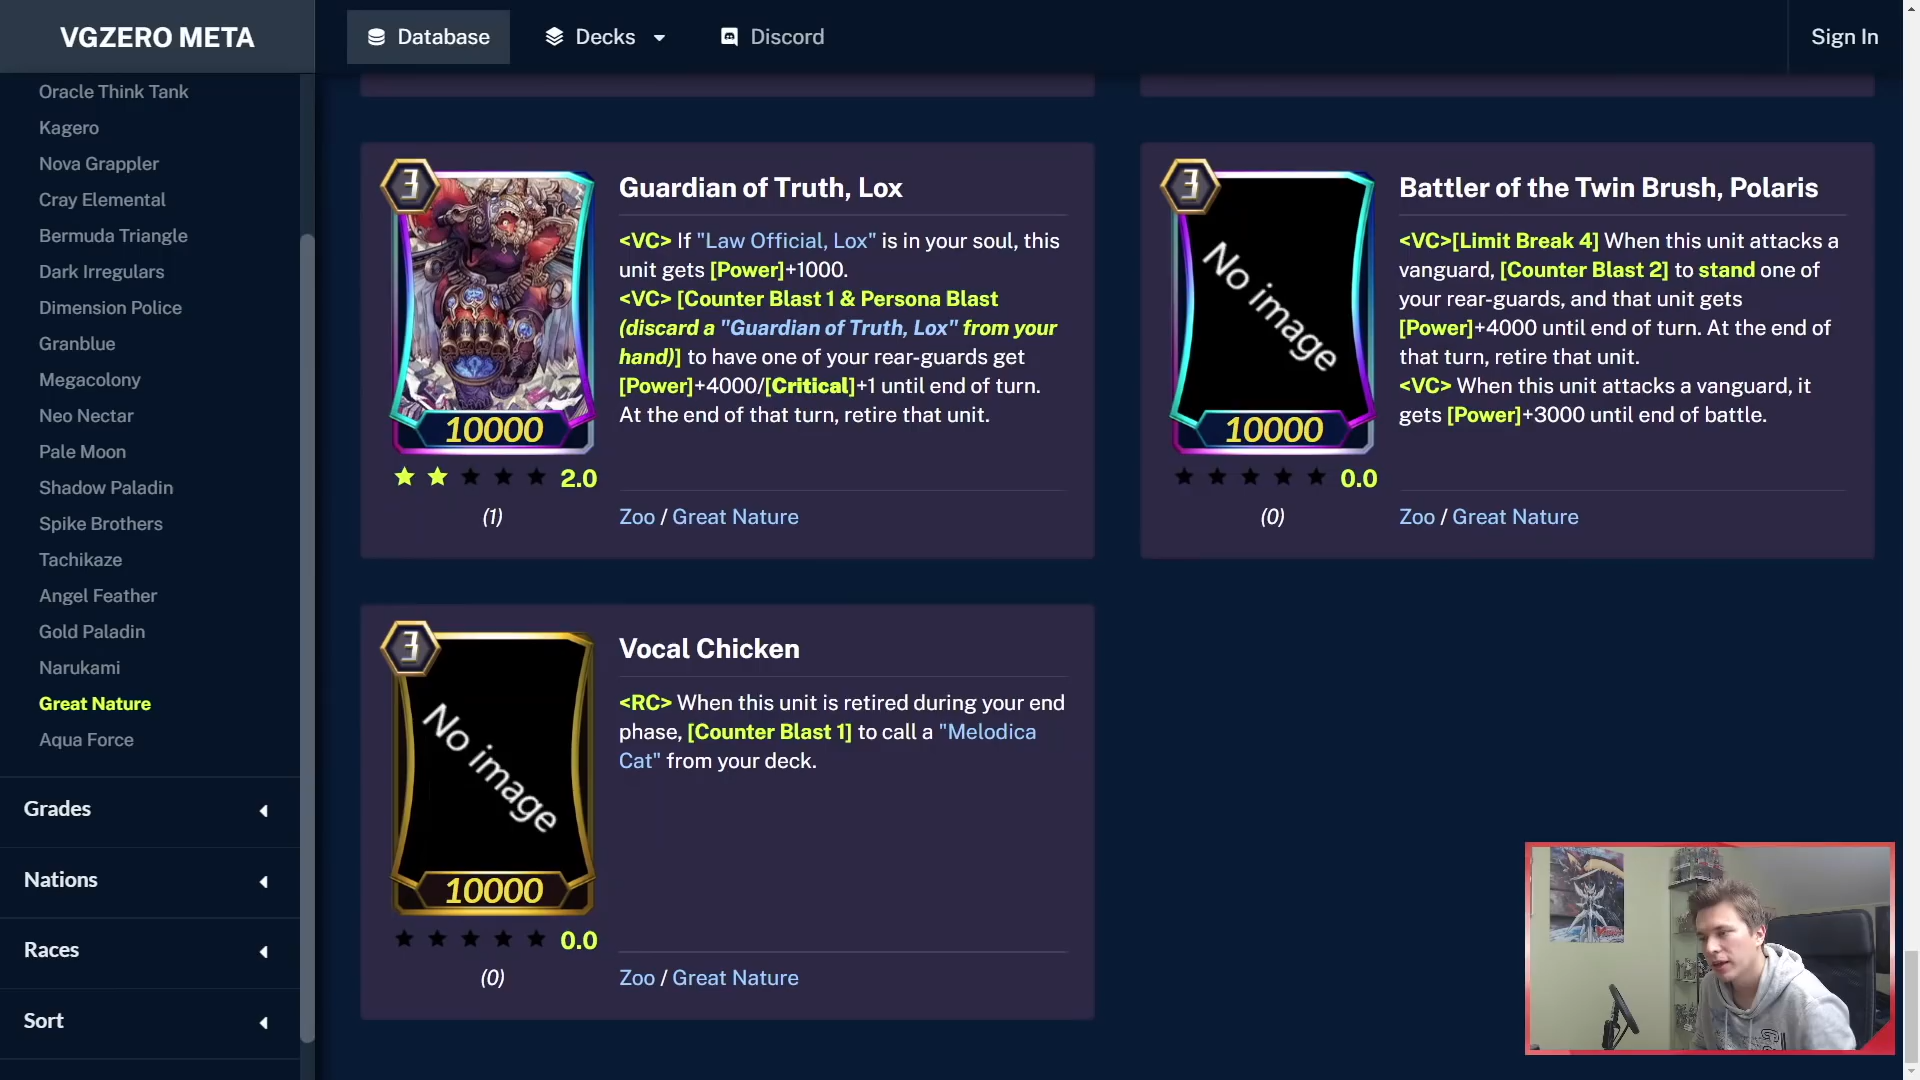 VGZERO META
Database
Decks
Discord
Sign In
Oracle Think Tank
Kagero
Nova Grappler
Cray Elemental
Bermuda Triangle
Dark Irregulars
Dimension Police
Granblue
Megacolony
Neo Nectar
Pale Moon
Shadow Paladin
Spike Brothers
Tachikaze
Angel Feather
Gold Paladin
Narukami
Great Nature
Aqua Force
Grades
Nations
Races
Sort
3
10000
2.0
(1)
Guardian of Truth, Lox
<VC> If "Law Official, Lox" is in your soul, this
unit gets [Power]+1000.
<VC> [Counter Blast 1 & Persona Blast
(discard a "Guardian of Truth, Lox" from your
hand)] to have one of your rear-guards get
[Power]+4000/[Critical]+1 until end of turn.
At the end of that turn, retire that unit.
Zoo / Great Nature
3
No image
10000
0.0
(0)
Battler of the Twin Brush, Polaris
<VC>[Limit Break 4] When this unit attacks a
vanguard, [Counter Blast 2] to stand one of
your rear-guards, and that unit gets
[Power]+4000 until end of turn. At the end of
that turn, retire that unit.
<VC> When this unit attacks a vanguard, it
gets [Power]+3000 until end of battle.
Zoo / Great Nature
3
No image
10000
0.0
(0)
Vocal Chicken
<RC> When this unit is retired during your end
phase, [Counter Blast 1] to call a "Melodica
Cat" from your deck.
Zoo / Great Nature